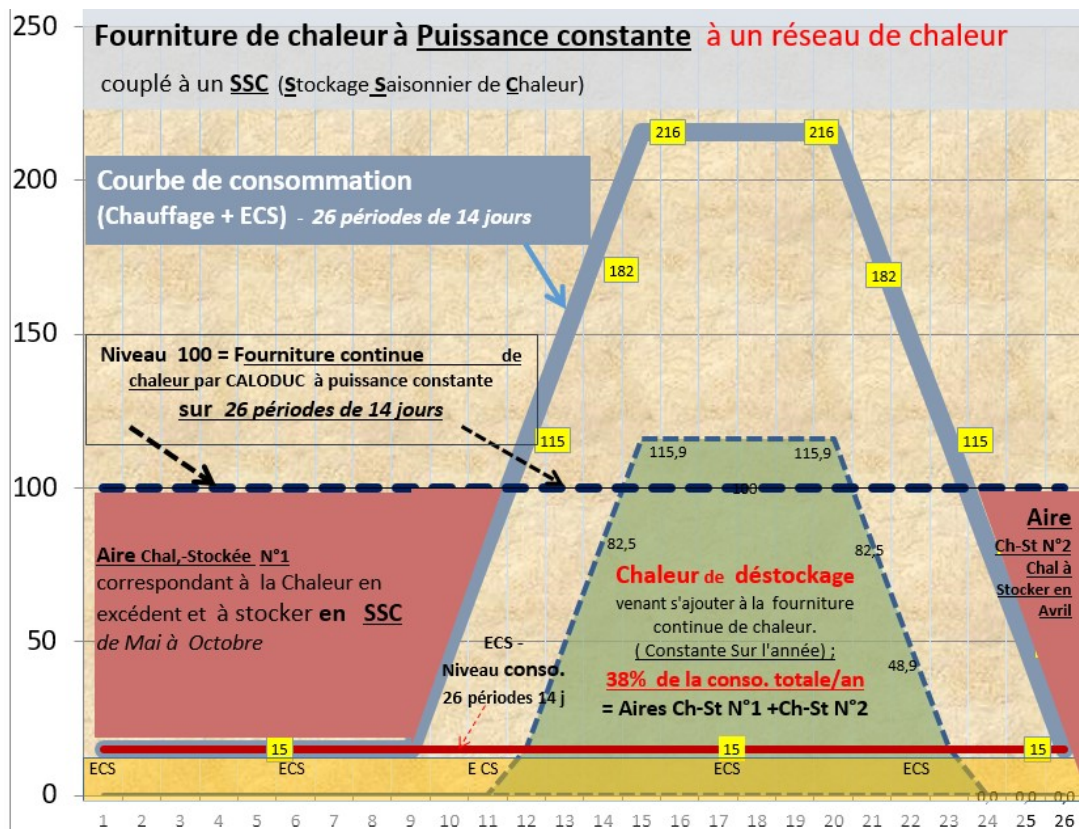 Fourniture de chaleur à Puissance constante à un réseau de chaleur
couplé à un SSC (Stockage Saisonnier de Chaleur)
250
200
150
100
50
0
216
216
Courbe de consommation
(Chauffage + ECS) - 26 périodes de 14 jours
182
182
Niveau 100 = Fourniture continue de
chaleur par CALODUC à puissance constante
sur 26 périodes de 14 jours
115
115
115,9
115,9
100
82,5
82,5
Aire Chal,-Stockée N°1
correspondant à la Chaleur en
excédent et à stocker en SSC
de Mai à Octobre
Chaleur de déstockage
venant s'ajouter à la fourniture
continue de chaleur.
( Constante Sur l'année) ;
38% de la conso. totale/an
= Aires Ch-St N°1 +Ch-St N°2
48,9
Aire
Ch-St N°2
Chal à
Stocker en
Avril
ECS -
Niveau conso.
26 périodes 14 j
15
15
15
ECS
ECS
E CS
ECS
ECS
0,0
0,0
0,0
1 2 3 4 5 6 7 8 9 10 11 12 13 14 15 16 17 18 19 20 21 22 23 24 25 26